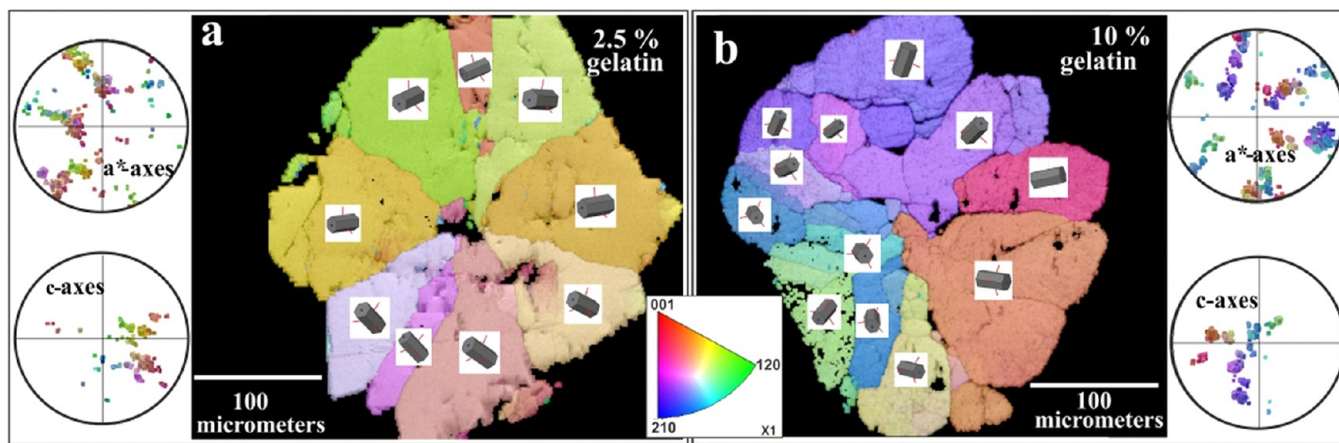 a
2.5 %
gelatin
a*-axes
c-axes
100
micrometers
b
10 %
gelatin
a*-axes
c-axes
001
120
210
X1
100
micrometers